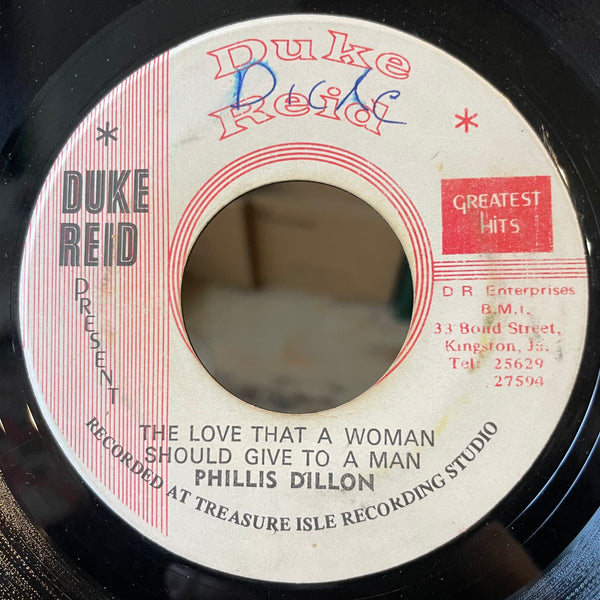 Duke
Reid
*
*
DUKE
REID
PRESENT
GREATEST
HITS
D R Enterprises
B.M.I.
33 Bond Street,
Kingston, Ja.
Tel: 25629
27594
THE LOVE THAT A WOMAN
SHOULD GIVE TO A MAN
PHILLIS DILLON
RECORDED AT TREASURE ISLE RECORDING STUDIO